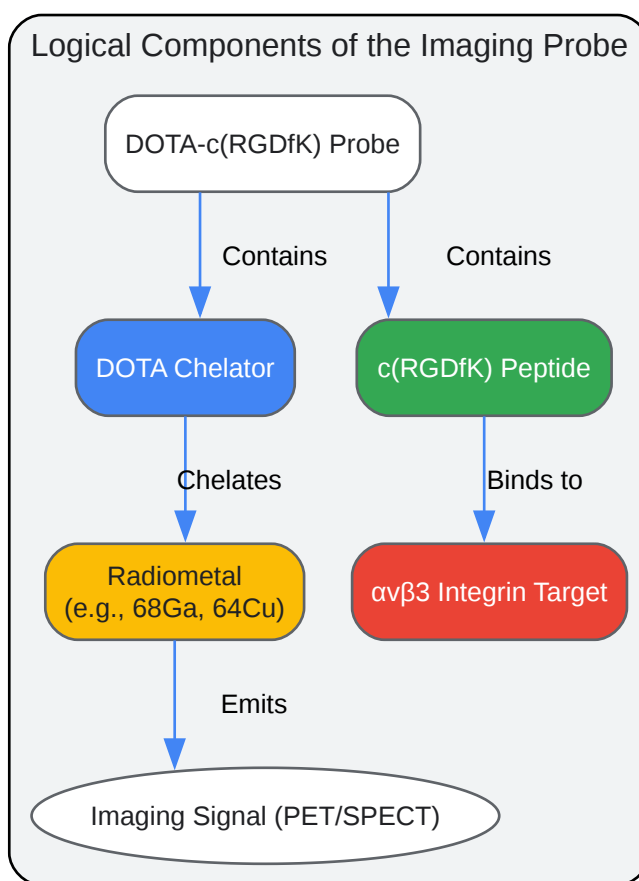 Logical Components of the Imaging Probe
DOTA-c(RGDfK) Probe
Contains
Contains
DOTA Chelator
c(RGDfK) Peptide
Chelates
Binds to
Radiometal
(e.g., 68Ga, 64Cu)
αvβ3 Integrin Target
Emits
Imaging Signal (PET/SPECT)